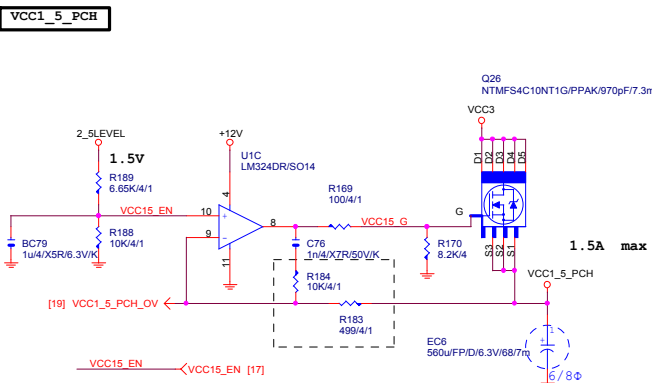 VCC1_5_PCH
Q26
NTMFS4C10NT1G/PPAK/970pF/7.3m
VCC3
2_5LEVEL
+12V
1.5V
U1C
LM324DR/SO14
D1
D2
D3
D4
D5
R189
6.65K/4/1
4
R169
100/4/1
VCC15_EN
10
+
8
VCC15_G
G
9
-
R188
10K/4/1
BC79
1u/4/X5R/6.3V/K
11
C76
1n/4/X7R/50V/K
R170
8.2K/4
S3
S2
S1
1.5A max
R184
10K/4/1
VCC1_5_PCH
[19] VCC1_5_PCH_OV
R183
499/4/1
EC6
560u/FP/D/6.3V/68/7m
1
+
VCC15_EN
VCC15_EN [17]
6/8Φ